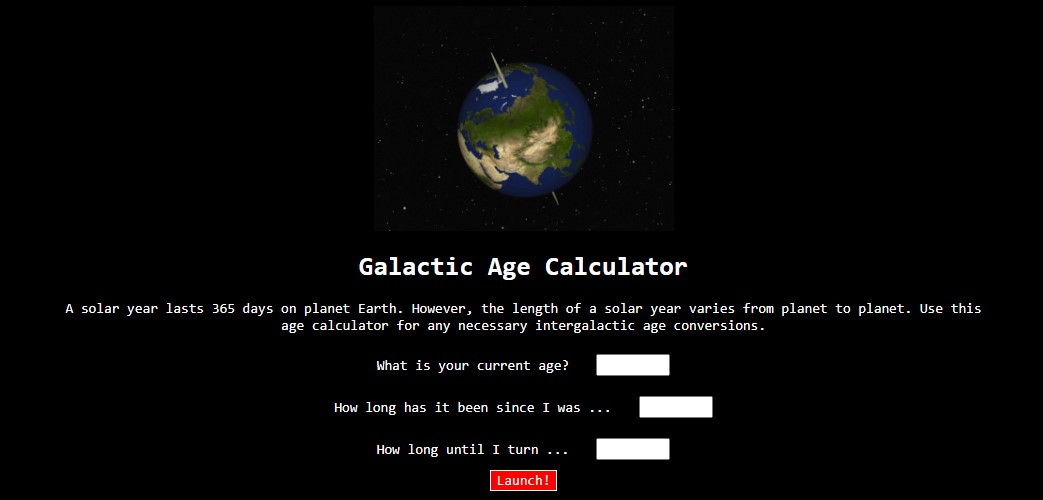 Galactic Age Calculator
A solar year lasts 365 days on planet Earth. However, the length of a solar year varies from planet to planet. Use this
age calculator for any necessary intergalactic age conversions.
What is your current age?
How long has it been since I was ...
How long until I turn ...
Launch!